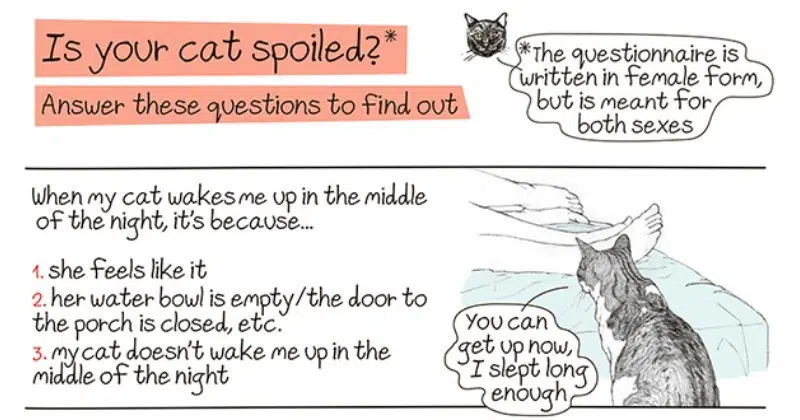 Is your cat spoiled?*
Answer these questions to find out
*The questionnaire is
written in female form,
but is meant for
both sexes
When my cat wakes me up in the middle
of the night, it's because...
1. she feels like it
2. her water bowl is empty/the door to
the porch is closed, etc.
3. my cat doesn't wake me up in the
middle of the night
You can
get up now,
I slept long
enough